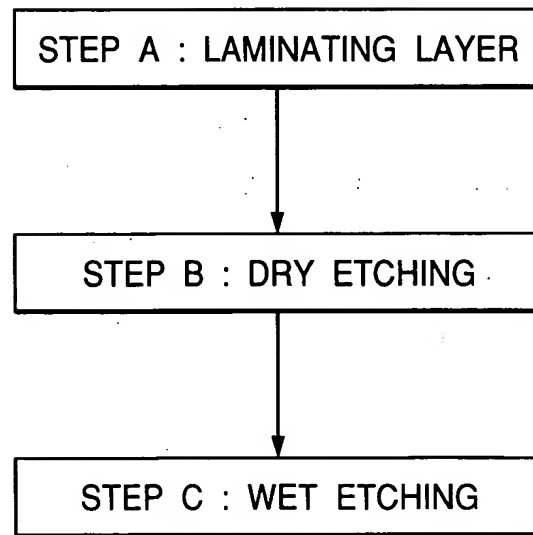 STEP A : LAMINATING LAYER
STEP B : DRY ETCHING
STEP C : WET ETCHING